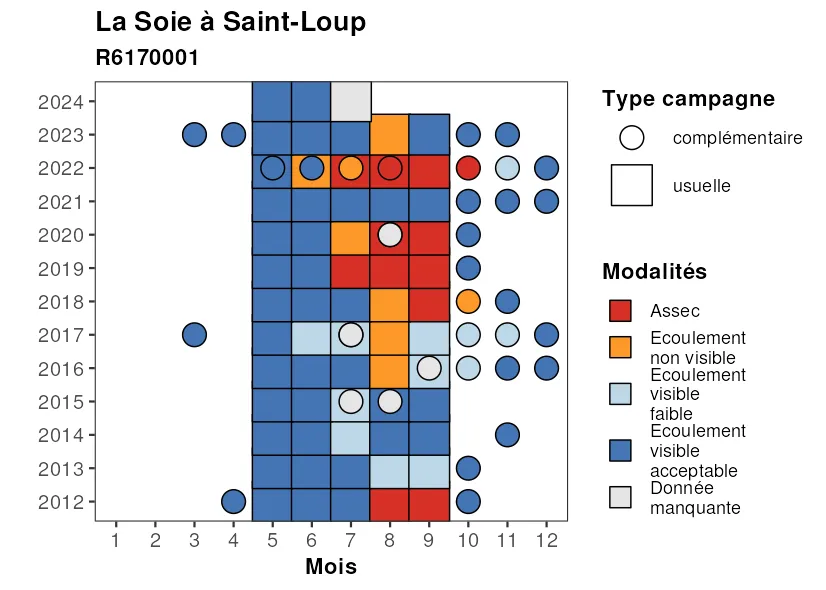 La Soie à Saint-Loup
R6170001
2024
2023
2022
2021
2020
2019
2018
2017
2016
2015
2014
2013
2012
1 2 3 4 5 6 7 8 9 10 11 12
Mois
Type campagne
complémentaire
usuelle
Modalités
Assec
Ecoulement
non visible
Ecoulement
visible
faible
Ecoulement
visible
acceptable
Donnée
manquante